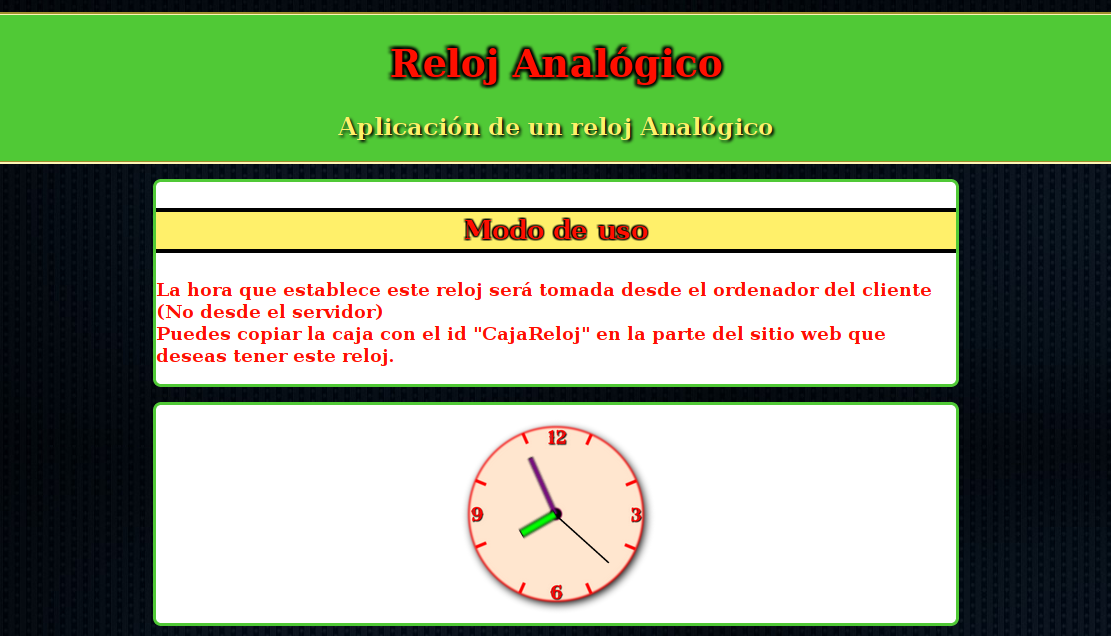 Reloj Analógico
Aplicación de un reloj Analógico
Modo de uso
La hora que establece este reloj será tomada desde el ordenador del cliente
(No desde el servidor)
Puedes copiar la caja con el id "CajaReloj" en la parte del sitio web que
deseas tener este reloj.
12
9
3
6